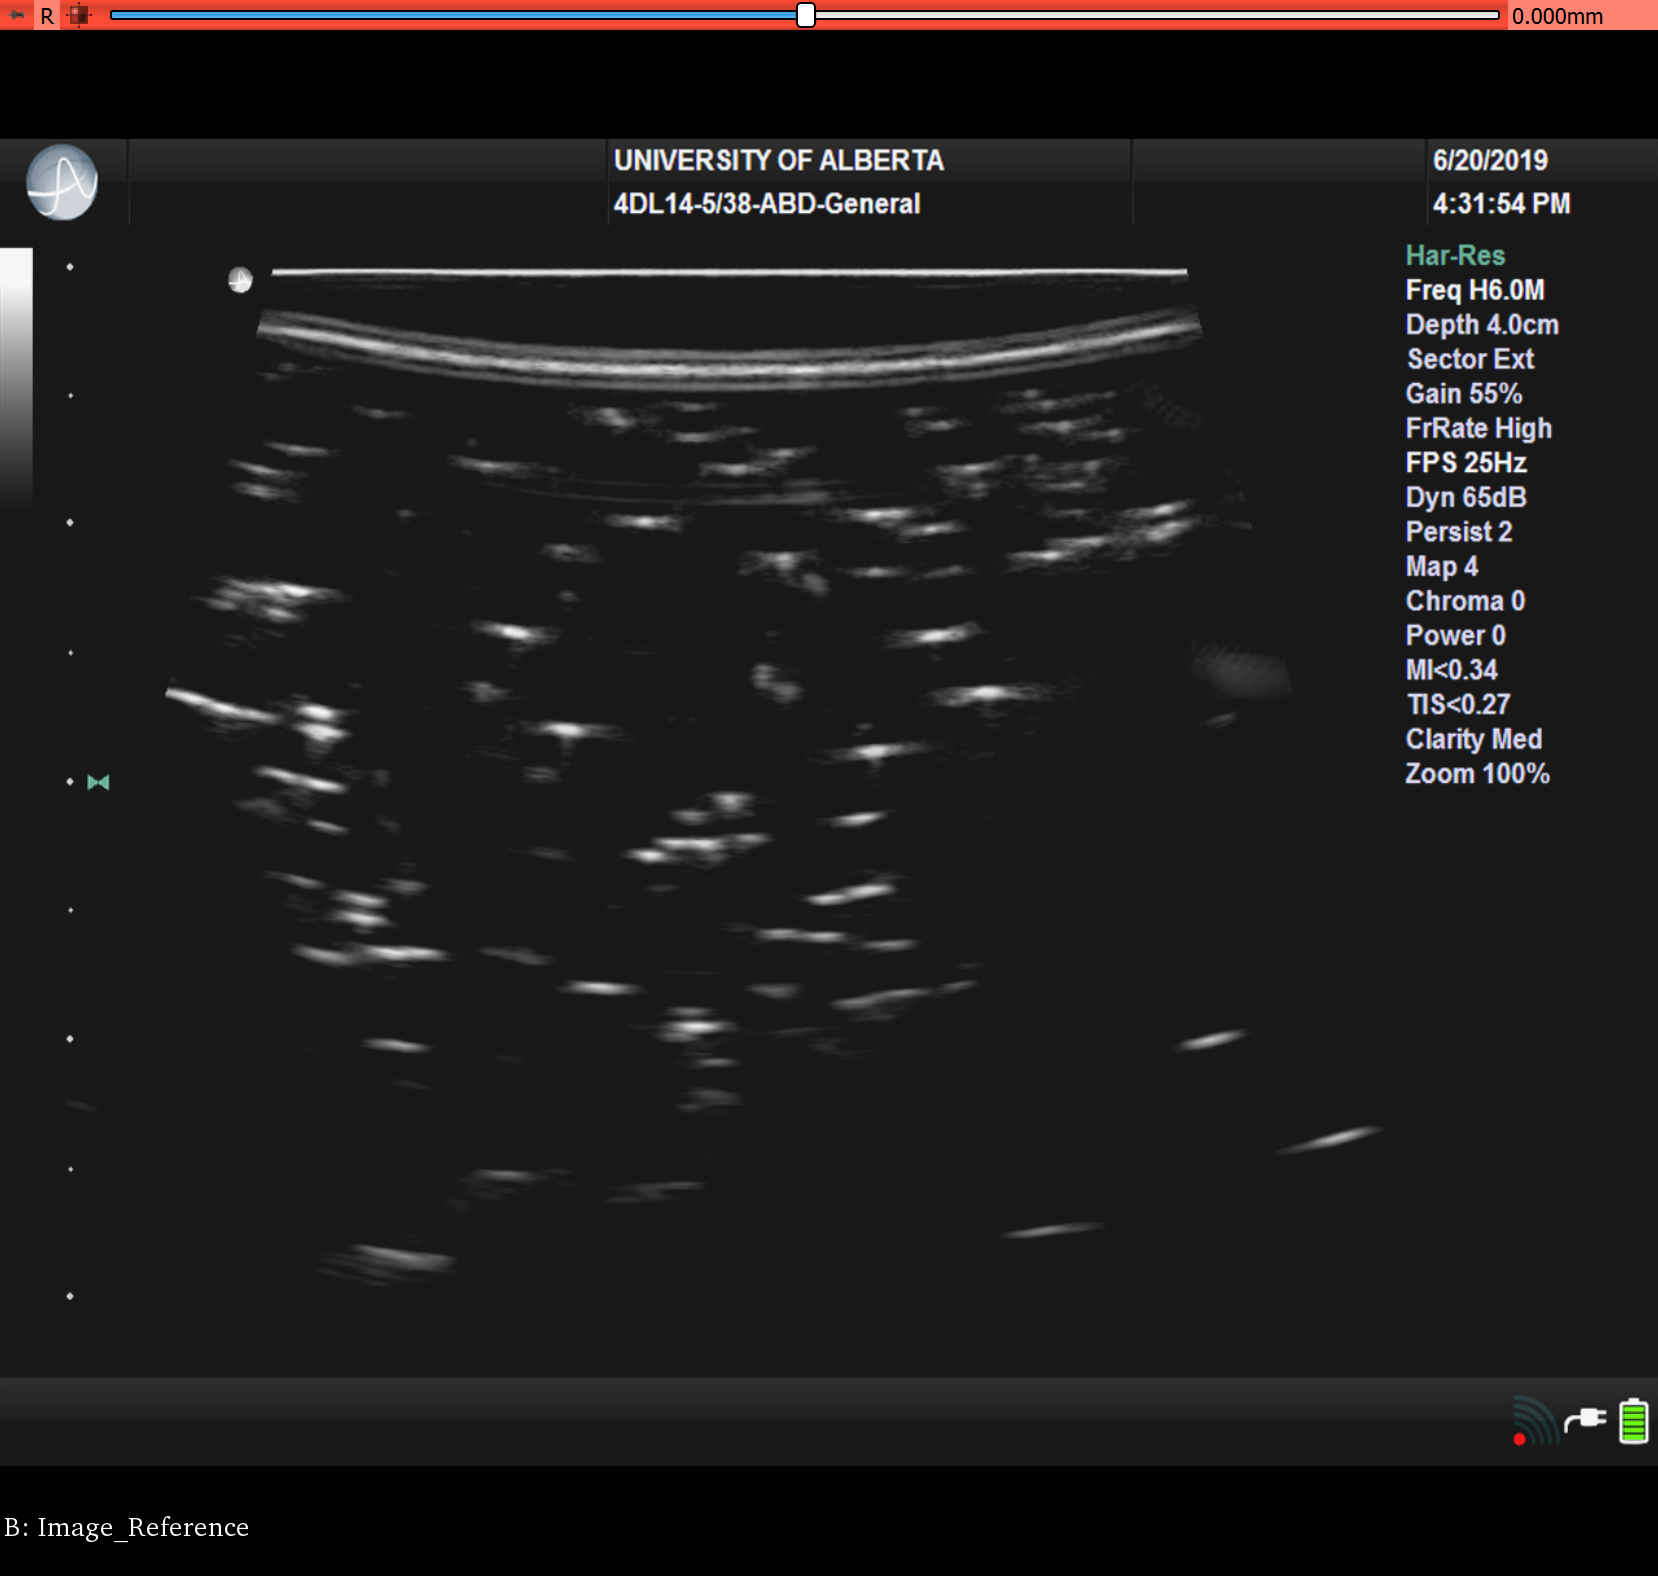 R
0.000mm
UNIVERSITY OF ALBERTA
4DL14-5/38-ABD-General
6/20/2019
4:31:54 PM
Har-Res
Freq H6.0M
Depth 4.0cm
Sector Ext
Gain 55%
FrRate High
FPS 25Hz
Dyn 65dB
Persist 2
Map 4
Chroma 0
Power 0
MI<0.34
TIS<0.27
Clarity Med
Zoom 100%
B: Image_Reference